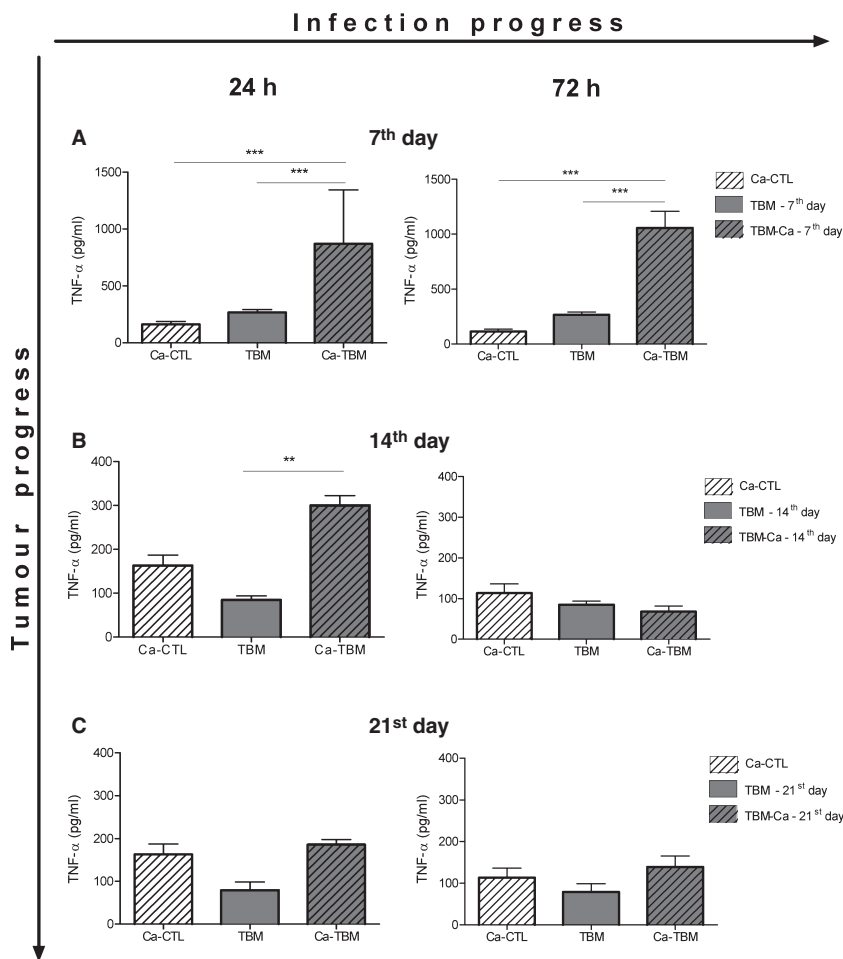 Infection progress
Tumour progress
24 h
72 h
A
7th day
***
***
1500
1000
500
0
TNF-α (pg/ml)
Ca-CTL
TBM
Ca-TBM
***
***
1500
1000
500
0
TNF-α (pg/ml)
Ca-CTL
TBM
Ca-TBM
Ca-CTL
TBM - 7th day
TBM-Ca - 7th day
B
14th day
**
400
300
200
100
0
TNF-α (pg/ml)
Ca-CTL
TBM
Ca-TBM
400
300
200
100
0
TNF-α (pg/ml)
Ca-CTL
TBM
Ca-TBM
Ca-CTL
TBM - 14th day
TBM-Ca - 14th day
C
21st day
400
300
200
100
0
TNF-α (pg/ml)
Ca-CTL
TBM
Ca-TBM
400
300
200
100
0
TNF-α (pg/ml)
Ca-CTL
TBM
Ca-TBM
Ca-CTL
TBM - 21st day
TBM-Ca - 21st day